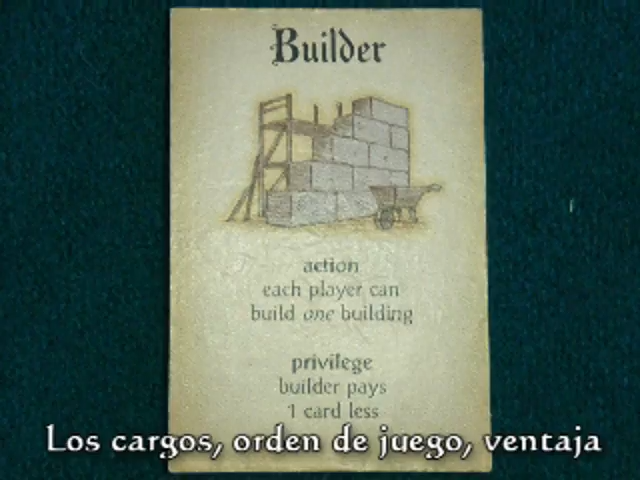 Builder
action
each player can
build one building
privilege
builder pays
1 card less
Los cargos, orden de juego, ventaja